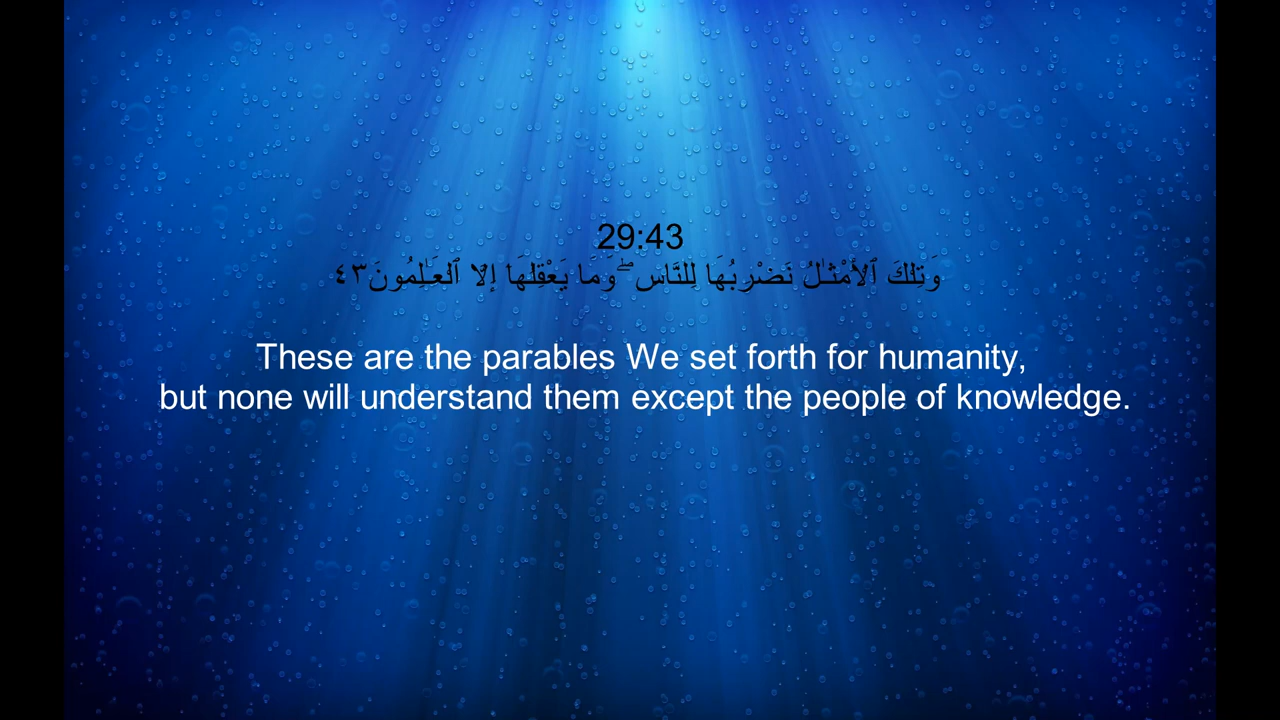 29:43
وَتِلْكَ ٱلْأَمْثَـٰلُ نَضْرِبُهَا لِلنَّاسِ ۖ وَمَا يَعْقِلُهَآ إِلَّا ٱلْعَـٰلِمُونَ ٤٣
These are the parables We set forth for humanity,
but none will understand them except the people of knowledge.